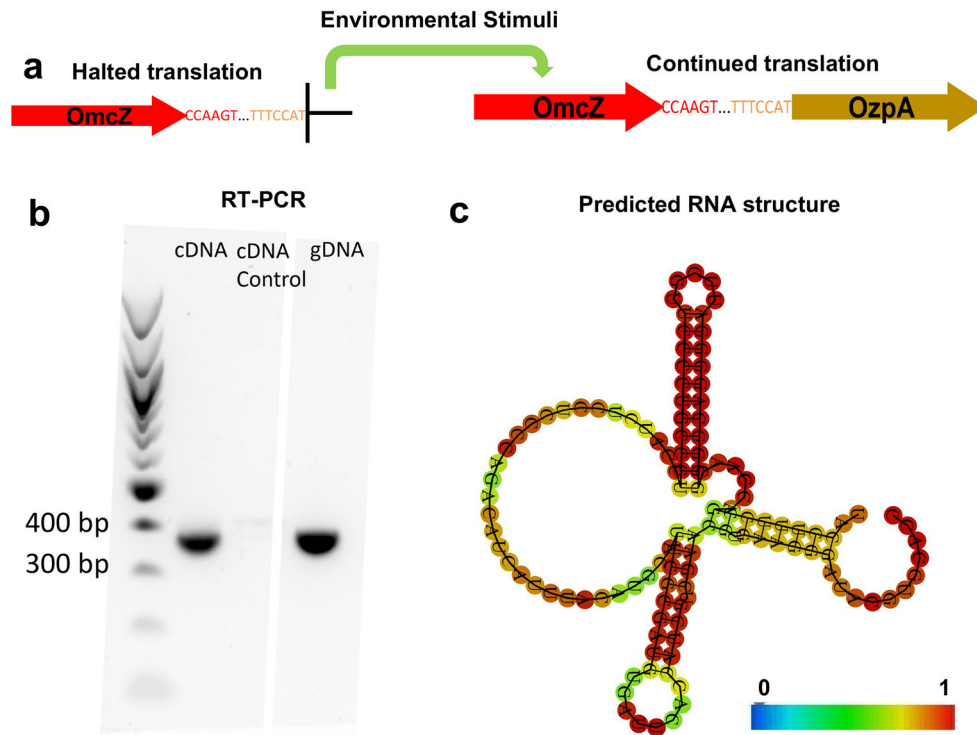 Environmental Stimuli
a
Halted translation
Continued translation
OmcZ
CCAAGT...TTTCCAT
OmcZ
CCAAGT...TTTCCAT
OzpA
b
RT-PCR
c
Predicted RNA structure
cDNA
cDNA
Control
gDNA
400 bp
300 bp
0
1